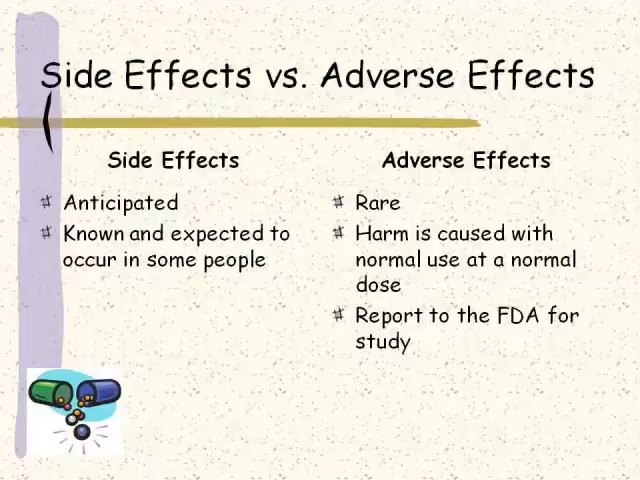 Side Effects vs. Adverse Effects
Side Effects
Anticipated
Known and expected to
occur in some people
Adverse Effects
Rare
Harm is caused with
normal use at a normal
dose
Report to the FDA for
study